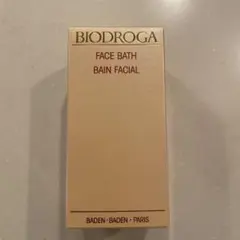 BIODROGA
FACE BATH
BAIN FACIAL
BADEN-BADEN - PARIS